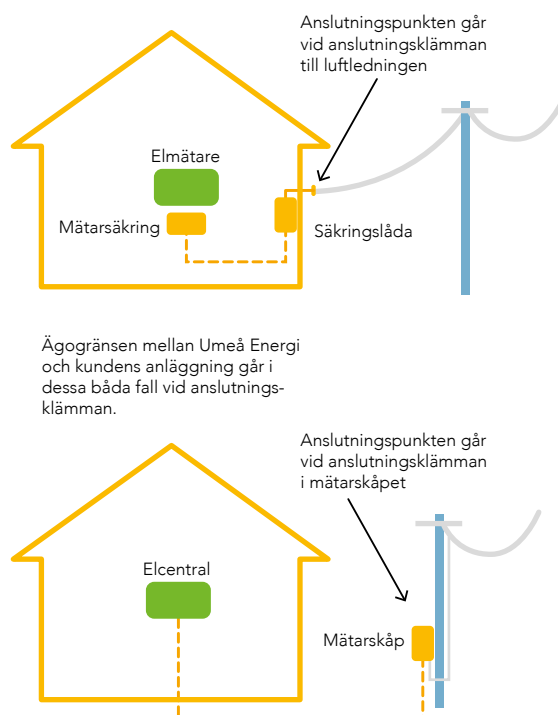 Anslutningspunkten går
vid anslutningsklämman
till luftledningen
Elmätare
Mätarsäkring
Säkringslåda
Ägogränsen mellan Umeå Energi
och kundens anläggning går i
dessa båda fall vid anslutnings-
klämman.
Anslutningspunkten går
vid anslutningsklämman
i mätarskåpet
Elcentral
Mätarskåp